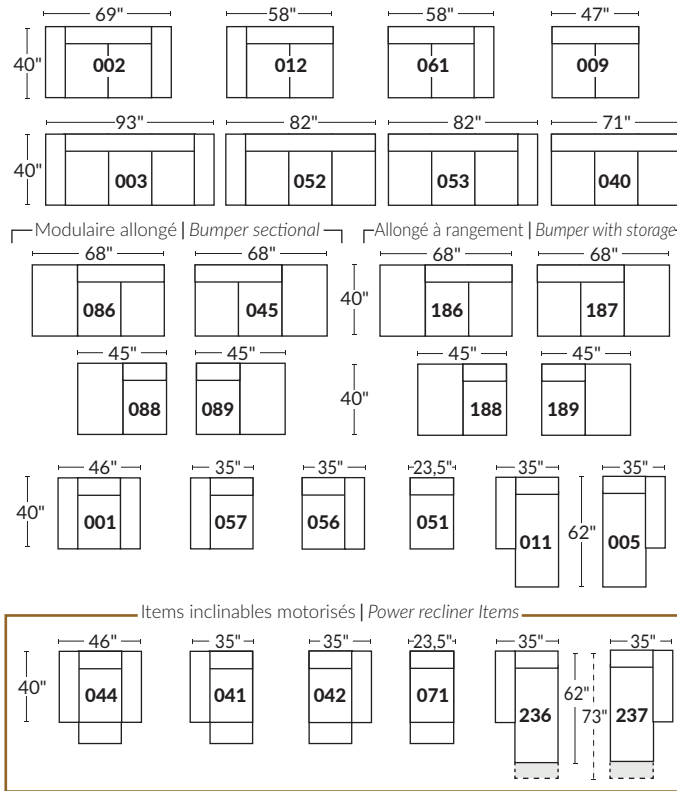 69" 58" 58" 47"
40" 002 012 061 009
93" 82" 82" 71"
40" 003 052 053 040
Modulaire allongé | Bumper sectional Allongé à rangement | Bumper with storage
68" 68" 68" 68"
086 045 40" 186 187
45" 45" 45" 45"
088 089 40" 188 189
46" 35" 35" 23,5" 35" 35"
40" 001 057 056 051 011 62" 005
Items inclinables motorisés | Power recliner Items
46" 35" 35" 23,5" 35" 35"
40" 044 041 042 071 236 62" 73" 237